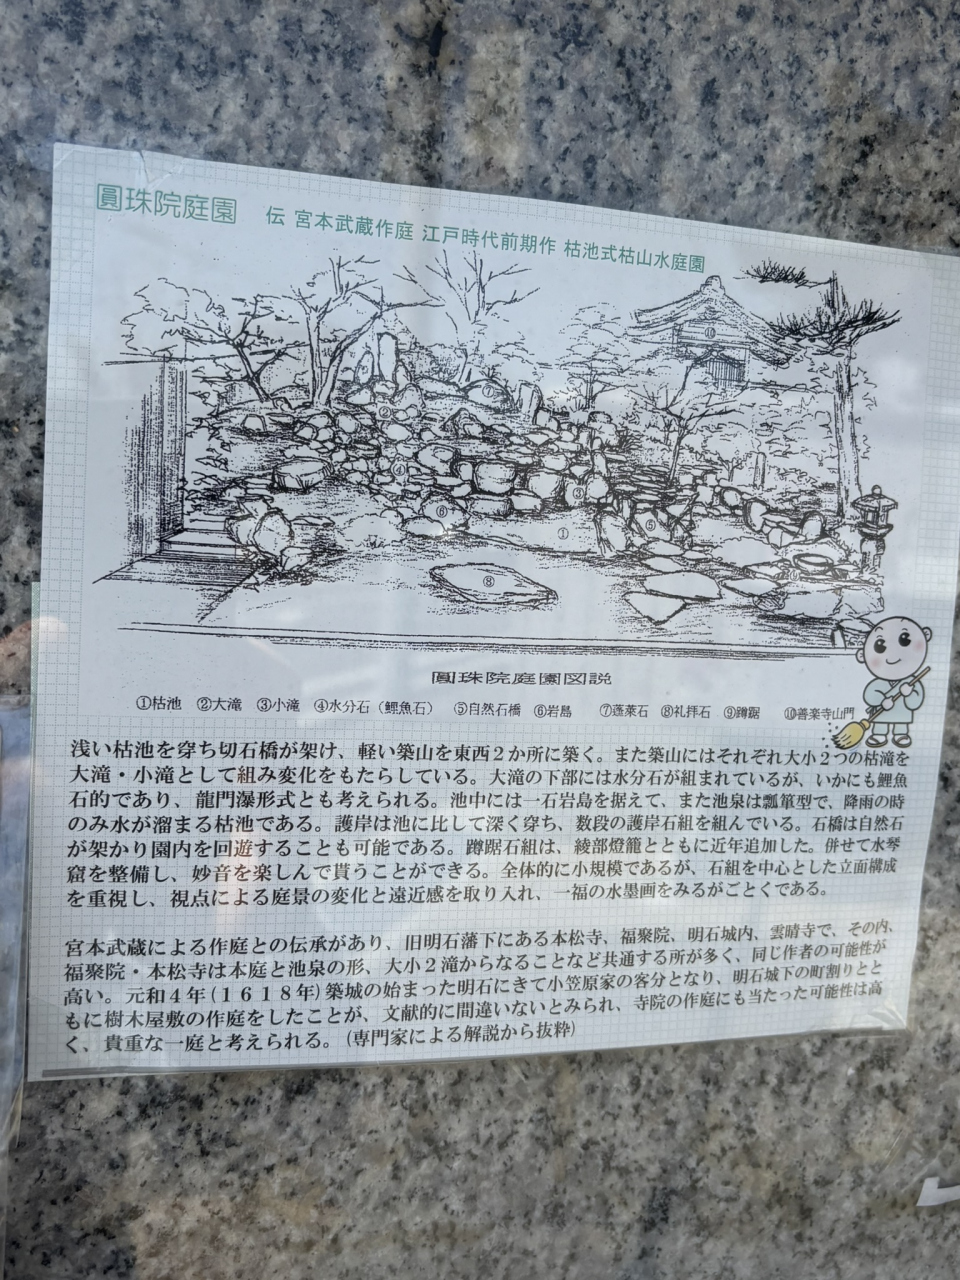 圓珠院庭園
伝 宮本武蔵作庭 江戸時代前期作 枯池式枯山水庭園
圓珠院庭園図説
①枯池 ②大滝 ③小滝 ④水分石（鯉魚石） ⑤自然石橋 ⑥岩島 ⑦蓬莱石 ⑧礼拝石 ⑨蹲踞 ⑩善楽寺山門
浅い枯池を穿ち切石橋が架け、軽い築山を東西２か所に築く。また築山にはそれぞれ大小２つの枯滝を
大滝・小滝として組み変化をもたらしている。大滝の下部には水分石が組まれているが、いかにも鯉魚
石的であり、龍門瀑形式とも考えられる。池中には一石岩島を据えて、また池泉は瓢箪型で、降雨の時
のみ水が溜まる枯池である。護岸は池に比して深く穿ち、数段の護岸石組を組んでいる。石橋は自然石
が架かり園内を回遊することも可能である。蹲踞石組は、綾部燈籠とともに近年追加した。併せて水琴
窟を整備し、妙音を楽しんで貰うことができる。全体的に小規模であるが、石組を中心とした立面構成
を重視し、視点による庭景の変化と遠近感を取り入れ、一福の水墨画をみるがごとくである。
宮本武蔵による作庭との伝承があり、旧明石藩下にある本松寺、福聚院、明石城内、雲晴寺で、その内、
福聚院・本松寺は本庭と池泉の形、大小２滝からなることなど共通する所が多く、同じ作者の可能性が
高い。元和４年（１６１８年）築城の始まった明石にきて小笠原家の客分となり、明石城下の町割りとと
もに樹木屋敷の作庭をしたことが、文献的に間違いないとみられ、寺院の作庭にも当たった可能性は高
く、貴重な一庭と考えられる。（専門家による解説から抜粋）